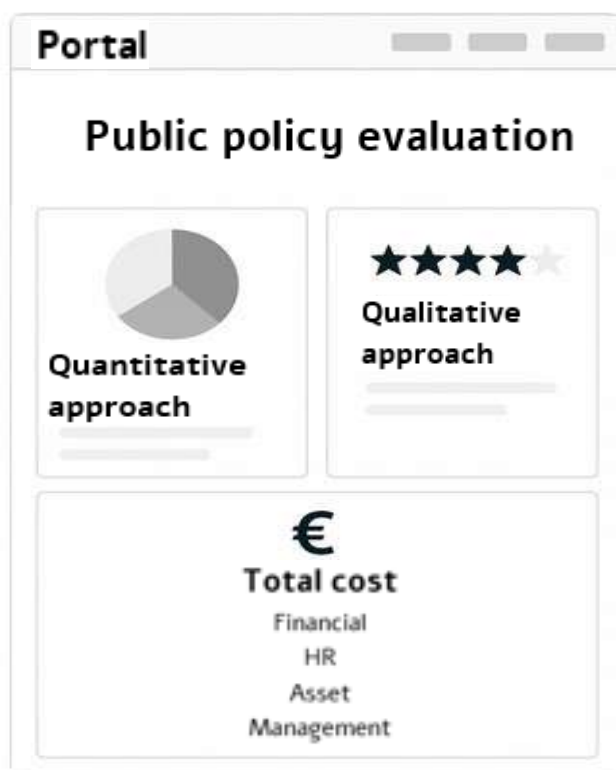 Portal
Public policy evaluation
Quantitative
approach
Qualitative
approach
€
Total cost
Financial
HR
Asset
Management